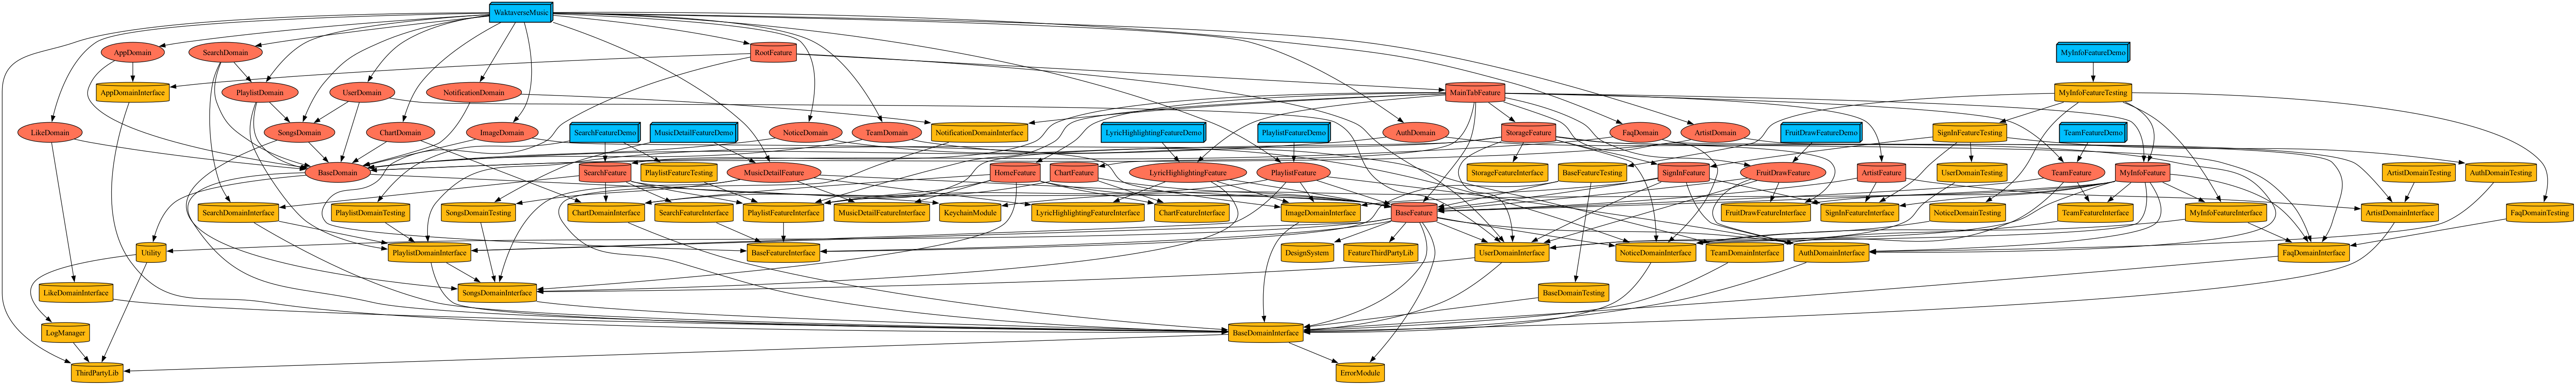 WaktaverseMusic
AppDomain
SearchDomain
RootFeature
MyInfoFeatureDemo
AppDomainInterface
PlaylistDomain
UserDomain
NotificationDomain
MainTabFeature
MyInfoFeatureTesting
LikeDomain
SongsDomain
ChartDomain
ImageDomain
SearchFeatureDemo
MusicDetailFeatureDemo
NoticeDomain
TeamDomain
NotificationDomainInterface
LyricHighlightingFeatureDemo
PlaylistFeatureDemo
AuthDomain
StorageFeature
FaqDomain
ArtistDomain
FruitDrawFeatureDemo
SignInFeatureTesting
TeamFeatureDemo
BaseDomain
SearchFeature
PlaylistFeatureTesting
MusicDetailFeature
HomeFeature
ChartFeature
LyricHighlightingFeature
PlaylistFeature
StorageFeatureInterface
BaseFeatureTesting
SignInFeature
FruitDrawFeature
ArtistFeature
UserDomainTesting
TeamFeature
MyInfoFeature
ArtistDomainTesting
AuthDomainTesting
SearchDomainInterface
PlaylistDomainTesting
SongsDomainTesting
ChartDomainInterface
SearchFeatureInterface
PlaylistFeatureInterface
MusicDetailFeatureInterface
KeychainModule
LyricHighlightingFeatureInterface
ChartFeatureInterface
ImageDomainInterface
BaseFeature
FruitDrawFeatureInterface
SignInFeatureInterface
NoticeDomainTesting
TeamFeatureInterface
MyInfoFeatureInterface
ArtistDomainInterface
FaqDomainTesting
Utility
PlaylistDomainInterface
BaseFeatureInterface
DesignSystem
FeatureThirdPartyLib
UserDomainInterface
NoticeDomainInterface
TeamDomainInterface
AuthDomainInterface
FaqDomainInterface
LikeDomainInterface
SongsDomainInterface
BaseDomainTesting
LogManager
BaseDomainInterface
ThirdPartyLib
ErrorModule